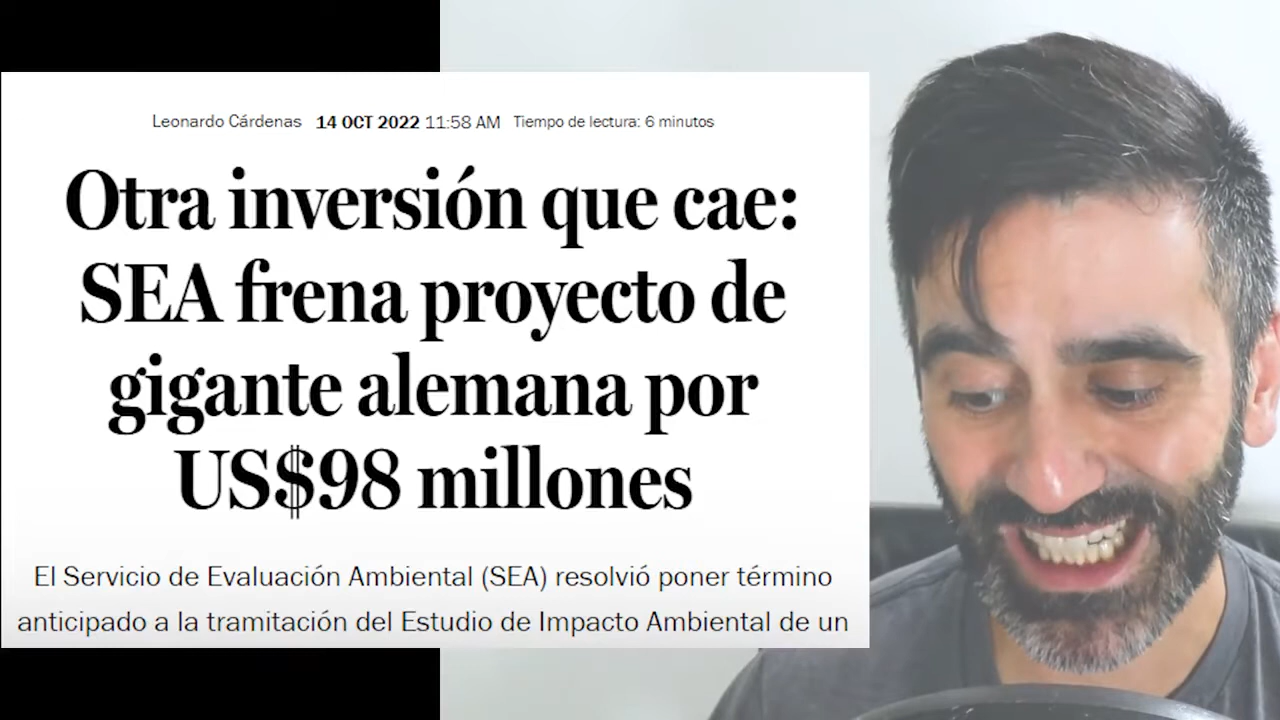 Leonardo Cárdenas 14 OCT 2022 11:58 AM Tiempo de lectura: 6 minutos
Otra inversión que cae:
SEA frena proyecto de
gigante alemana por
US$98 millones
El Servicio de Evaluación Ambiental (SEA) resolvió poner término
anticipado a la tramitación del Estudio de Impacto Ambiental de un